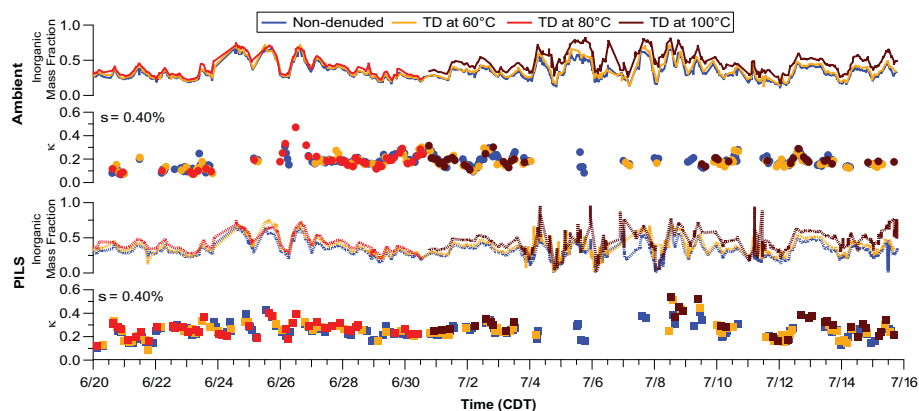 Non-denuded TD at 60°C TD at 80°C TD at 100°C
Ambient
Inorganic
Mass Fraction
1.0
0.5
0.0
s = 0.40%
κ
0.6
0.4
0.2
0.0
PILS
Inorganic
Mass Fraction
1.0
0.5
0.0
s = 0.40%
κ
0.6
0.4
0.2
0.0
6/20 6/22 6/24 6/26 6/28 6/30 7/2 7/4 7/6 7/8 7/10 7/12 7/14 7/16
Time (CDT)